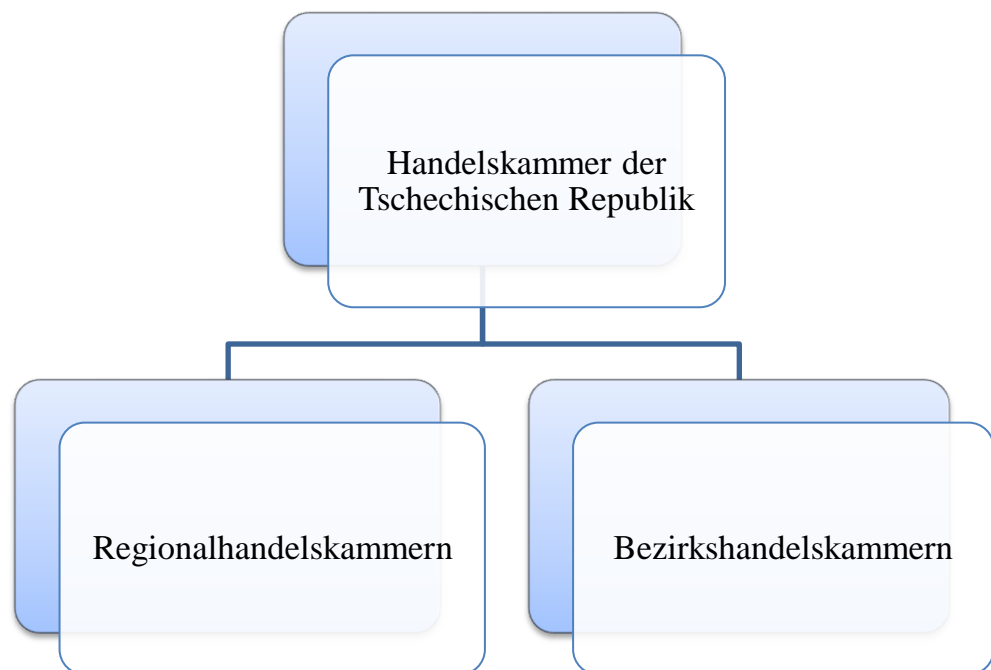 Handelskammer der
Tschechischen Republik
Regionalhandelskammern
Bezirkshandelskammern